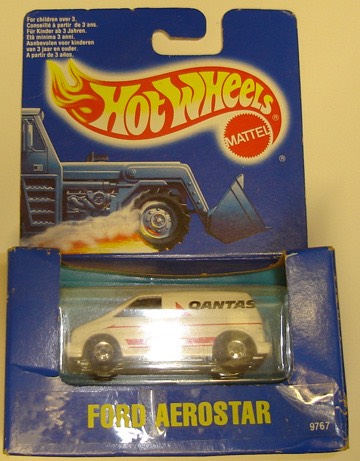 For children over 3.
Conseillé à partir de 3 ans.
Für Kinder ab 3 Jahren.
Età minima 3 anni.
Aanbevolen voor kinderen
van 3 jaar en ouder.
A partir de 3 años.
HOT WHEELS
®
MATTEL
®
QANTAS
FORD AEROSTAR
9767